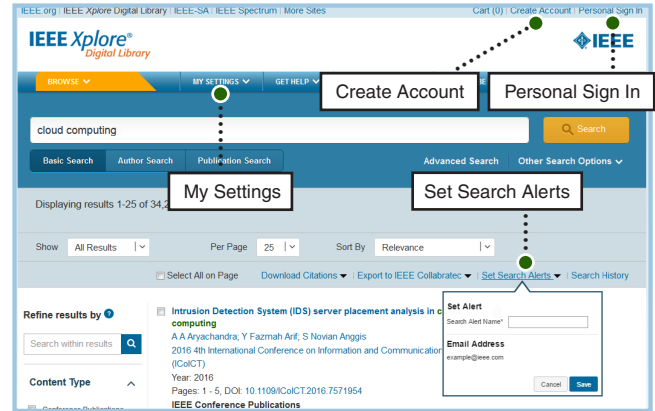 IEEE.org | IEEE Xplore Digital Library | IEEE-SA | IEEE Spectrum | More Sites
Cart (0) | Create Account | Personal Sign In
IEEE Xplore®
Digital Library
IEEE
BROWSE
MY SETTINGS
GET HELP
Create Account
Personal Sign In
cloud computing
Search
Basic Search
Author Search
Publication Search
Advanced Search
Other Search Options
My Settings
Set Search Alerts
Displaying results 1-25 of 34,2
Show
All Results
Per Page
25
Sort By
Relevance
Select All on Page
Download Citations
Export to IEEE Collabratec
Set Search Alerts
Search History
Refine results by
Search within results
Content Type
Conference Publications
Intrusion Detection System (IDS) server placement analysis in c
computing
A A Aryachandra; Y Fazmah Arif; S Novian Anggis
2016 4th International Conference on Information and Communication
(ICoICT)
Year: 2016
Pages: 1 - 5, DOI: 10.1109/ICoICT.2016.7571954
IEEE Conference Publications
Set Alert
Search Alert Name*
Email Address
example@ieee.com
Cancel
Save